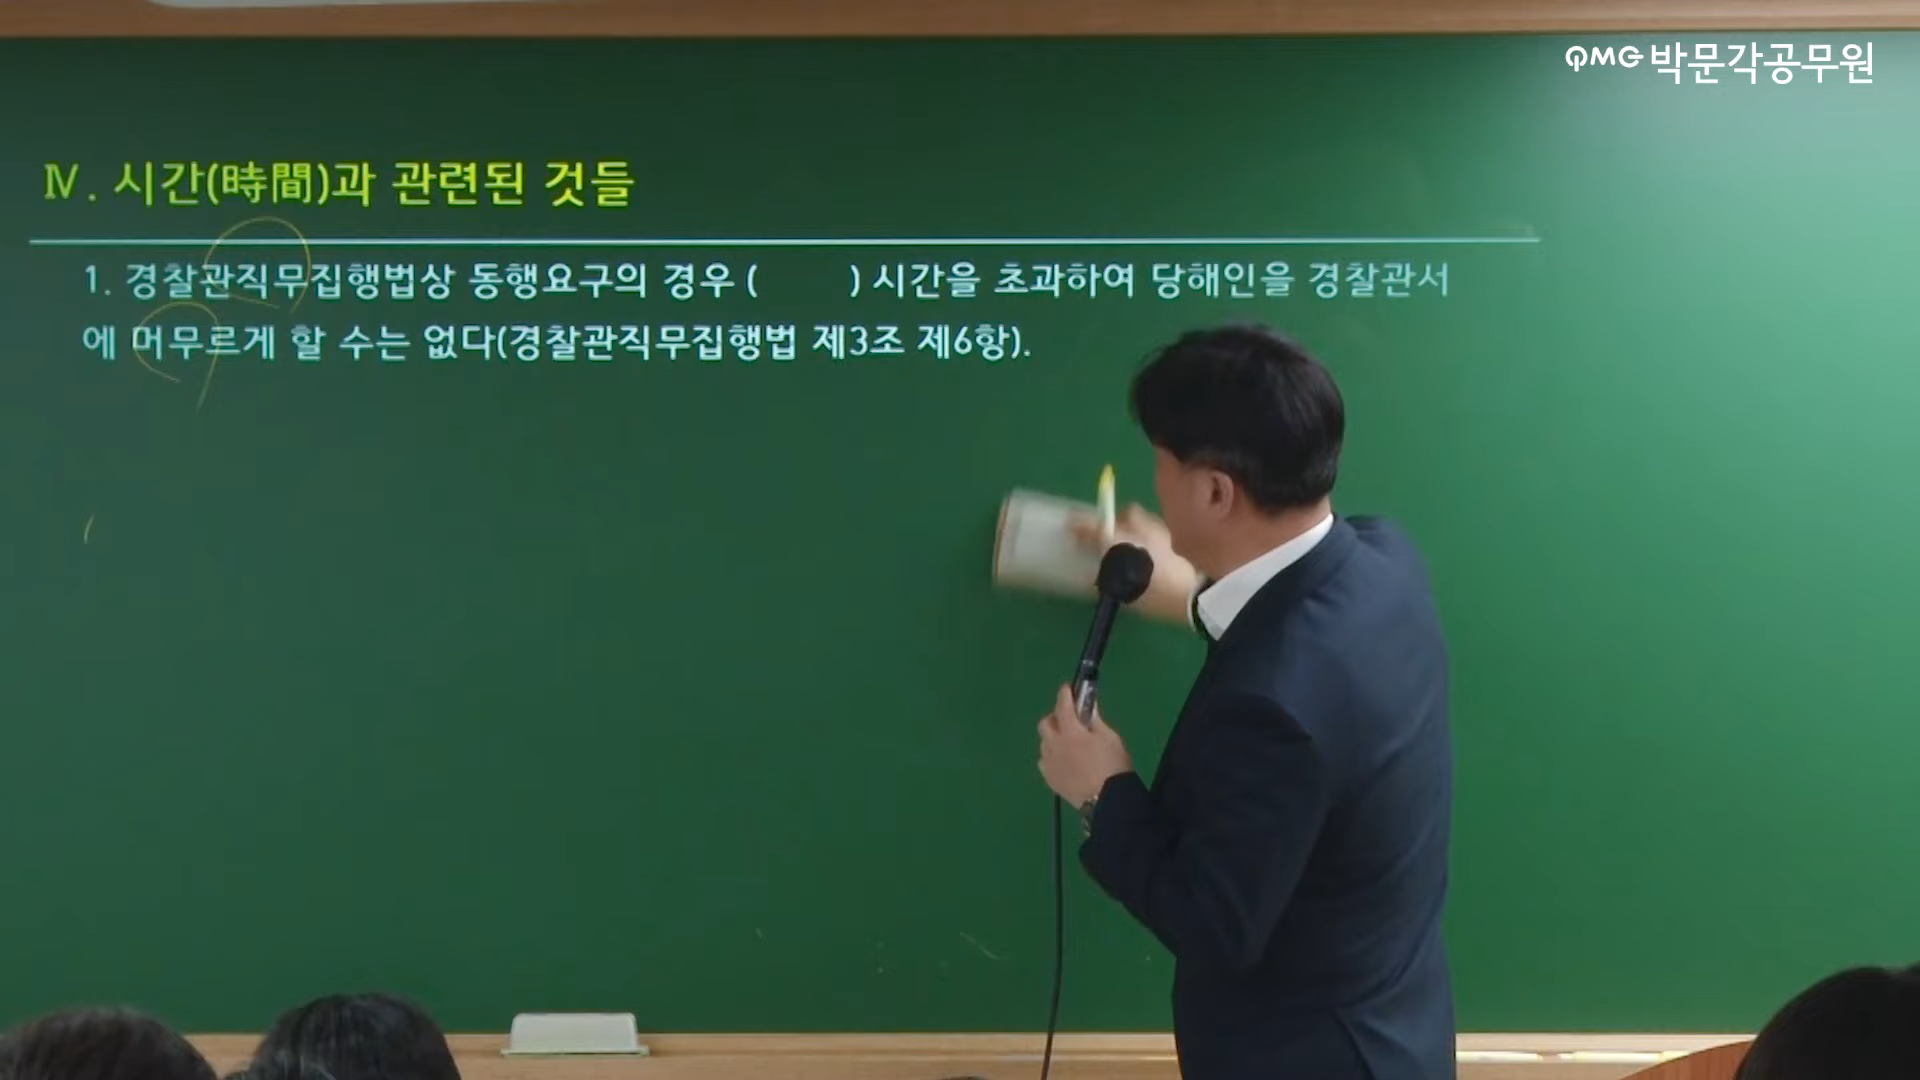 PMG 박문각공무원
Ⅳ. 시간(時間)과 관련된 것들
1. 경찰관직무집행법상 동행요구의 경우 ( ) 시간을 초과하여 당해인을 경찰관서
에 머무르게 할 수는 없다(경찰관직무집행법 제3조 제6항).